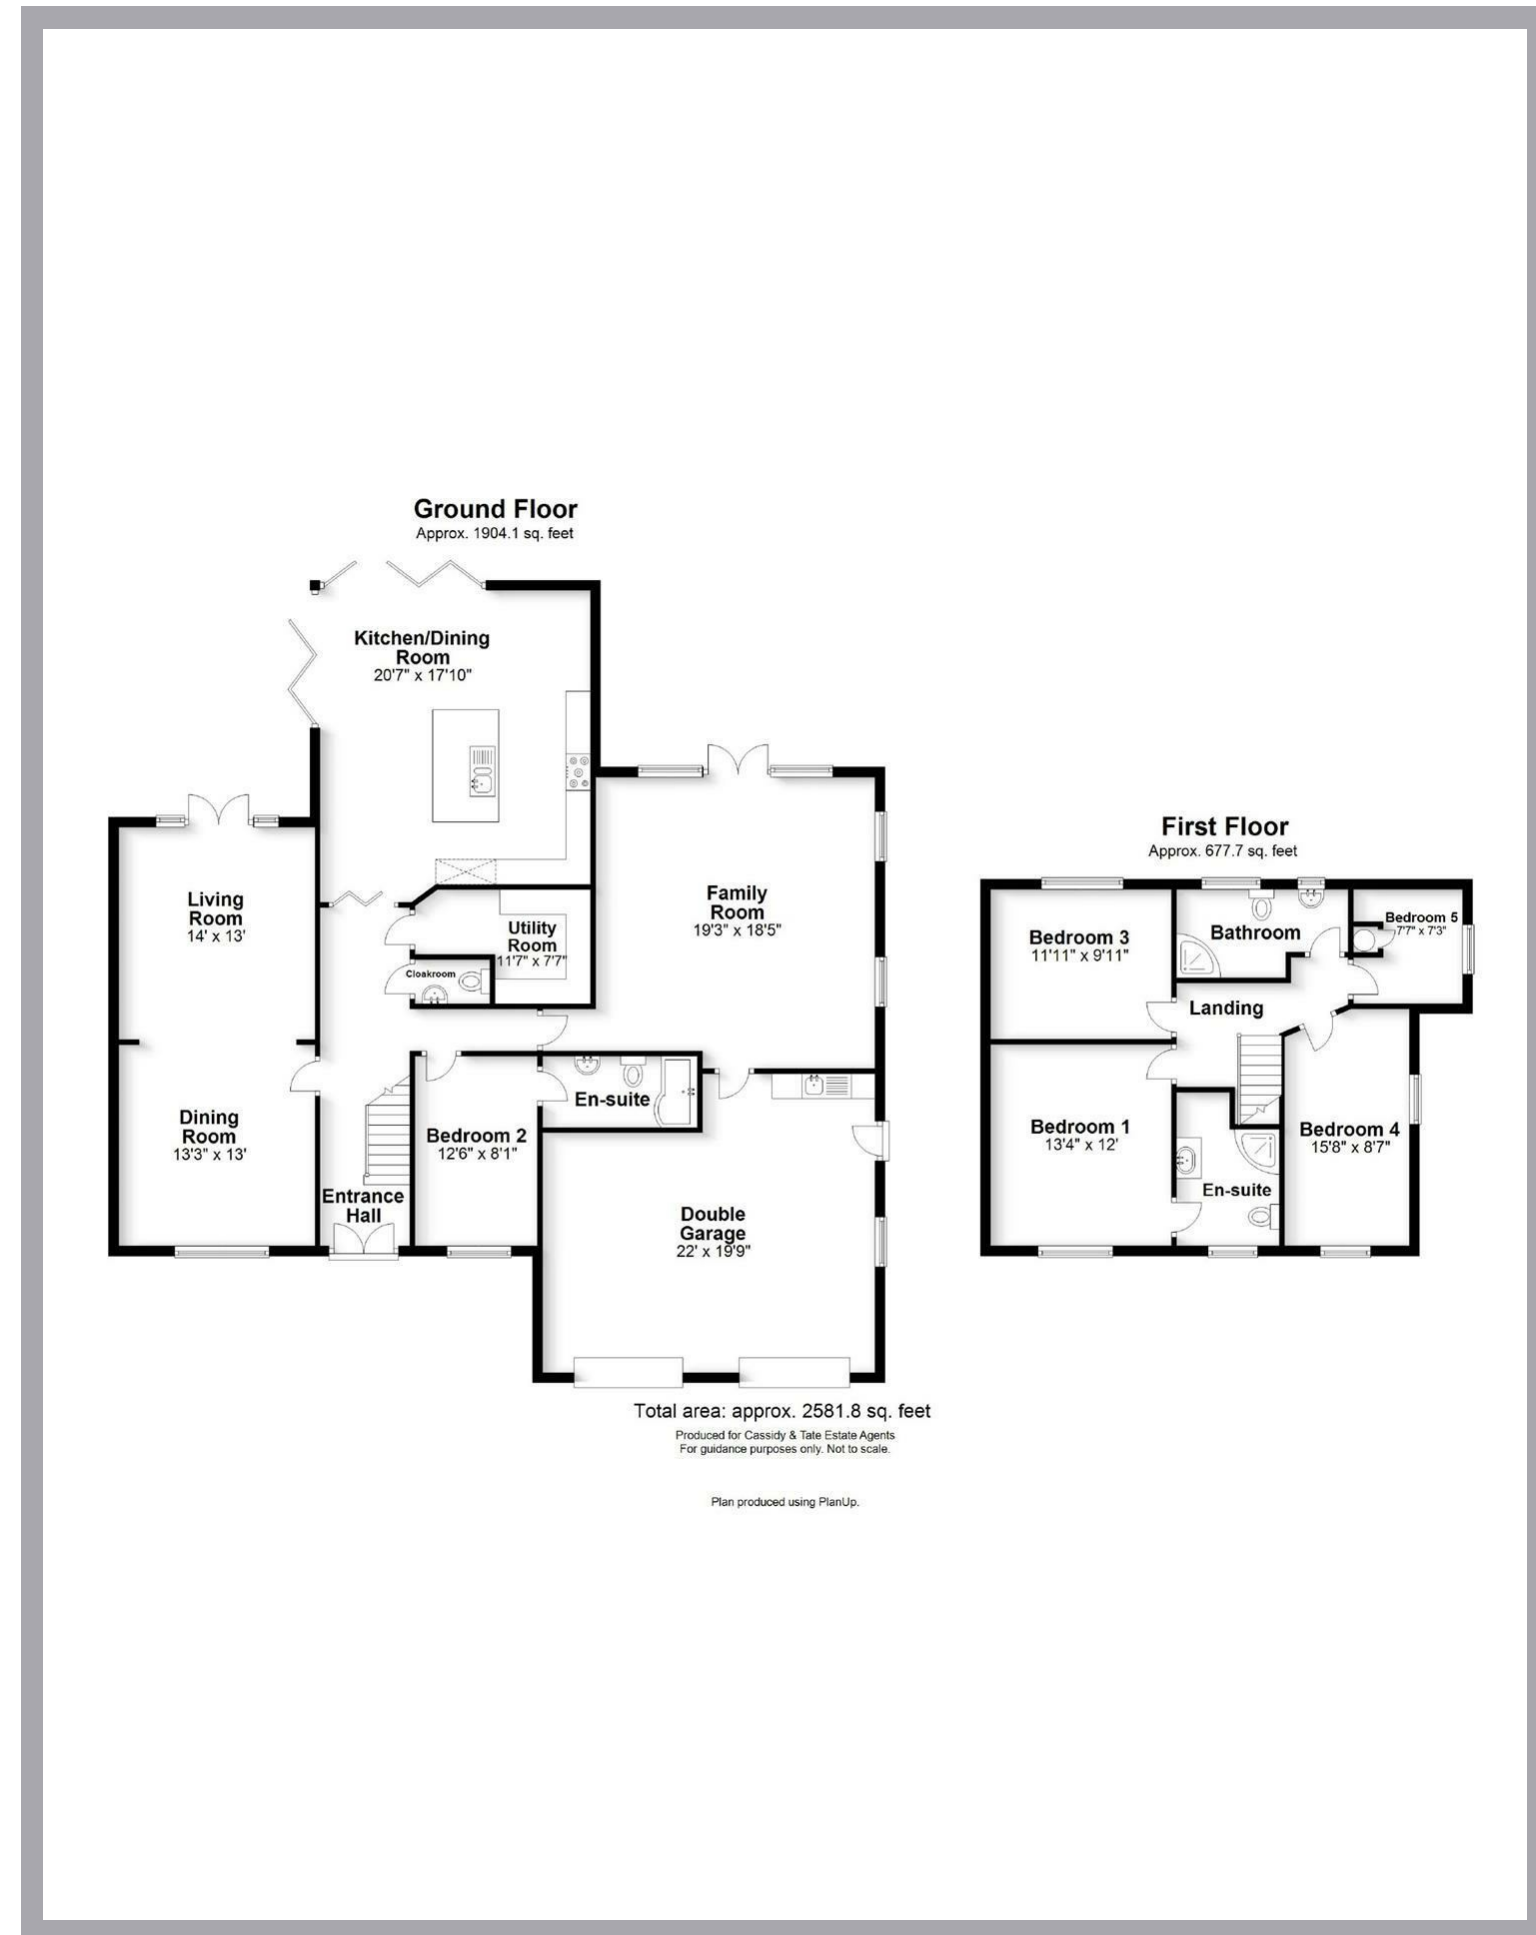 Ground Floor
Approx. 1904.1 sq. feet
Kitchen/Dining
Room
20'7" x 17'10"
Living
Room
14' x 13'
Utility
Room
11'7" x 7'7"
Cloakroom
Family
Room
19'3" x 18'5"
Dining
Room
13'3" x 13'
Entrance
Hall
Bedroom 2
12'6" x 8'1"
En-suite
Double
Garage
22' x 19'9"
First Floor
Approx. 677.7 sq. feet
Bedroom 3
11'11" x 9'11"
Bathroom
Bedroom 5
7'7" x 7'3"
Landing
Bedroom 1
13'4" x 12'
En-suite
Bedroom 4
15'8" x 8'7"
Total area: approx. 2581.8 sq. feet
Produced for Cassidy & Tate Estate Agents
For guidance purposes only. Not to scale.
Plan produced using PlanUp.